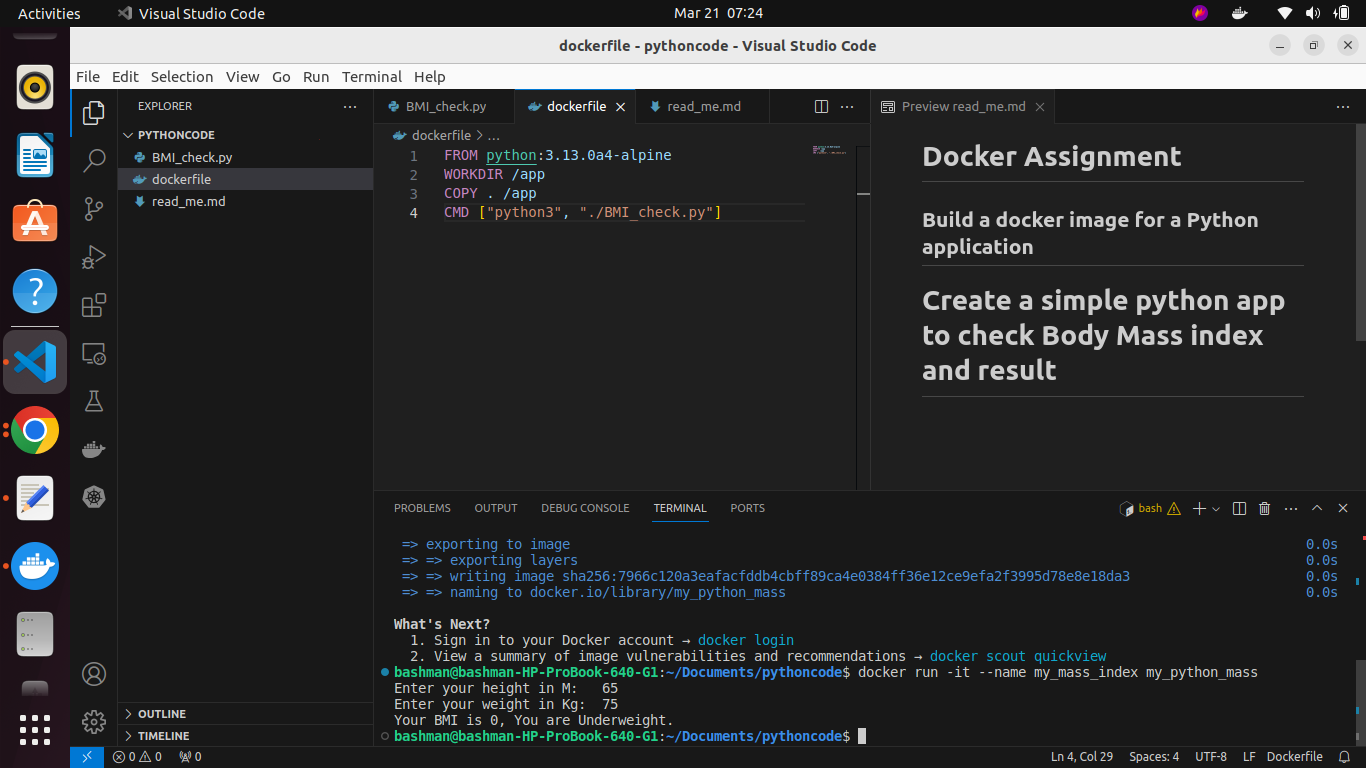 Activities Visual Studio Code Mar 21 07:24
dockerfile - pythoncode - Visual Studio Code
File Edit Selection View Go Run Terminal Help
EXPLORER
PYTHONCODE
BMI_check.py
dockerfile
read_me.md
OUTLINE
TIMELINE
BMI_check.py dockerfile read_me.md
dockerfile > ...
1 FROM python:3.13.0a4-alpine
2 WORKDIR /app
3 COPY . /app
4 CMD ["python3", "./BMI_check.py"]
Preview read_me.md
Docker Assignment
Build a docker image for a Python
application
Create a simple python app
to check Body Mass index
and result
PROBLEMS OUTPUT DEBUG CONSOLE TERMINAL PORTS
bash
=> exporting to image 0.0s
=> => exporting layers 0.0s
=> => writing image sha256:7966c120a3eafacfddb4cbff89ca4e0384ff36e12ce9efa2f3995d78e8e18da3 0.0s
=> => naming to docker.io/library/my_python_mass 0.0s
What's Next?
1. Sign in to your Docker account → docker login
2. View a summary of image vulnerabilities and recommendations → docker scout quickview
bashman@bashman-HP-ProBook-640-G1:~/Documents/pythoncode$ docker run -it --name my_mass_index my_python_mass
Enter your height in M: 65
Enter your weight in Kg: 75
Your BMI is 0, You are Underweight.
bashman@bashman-HP-ProBook-640-G1:~/Documents/pythoncode$
0 0 0 Ln 4, Col 29 Spaces: 4 UTF-8 LF Dockerfile